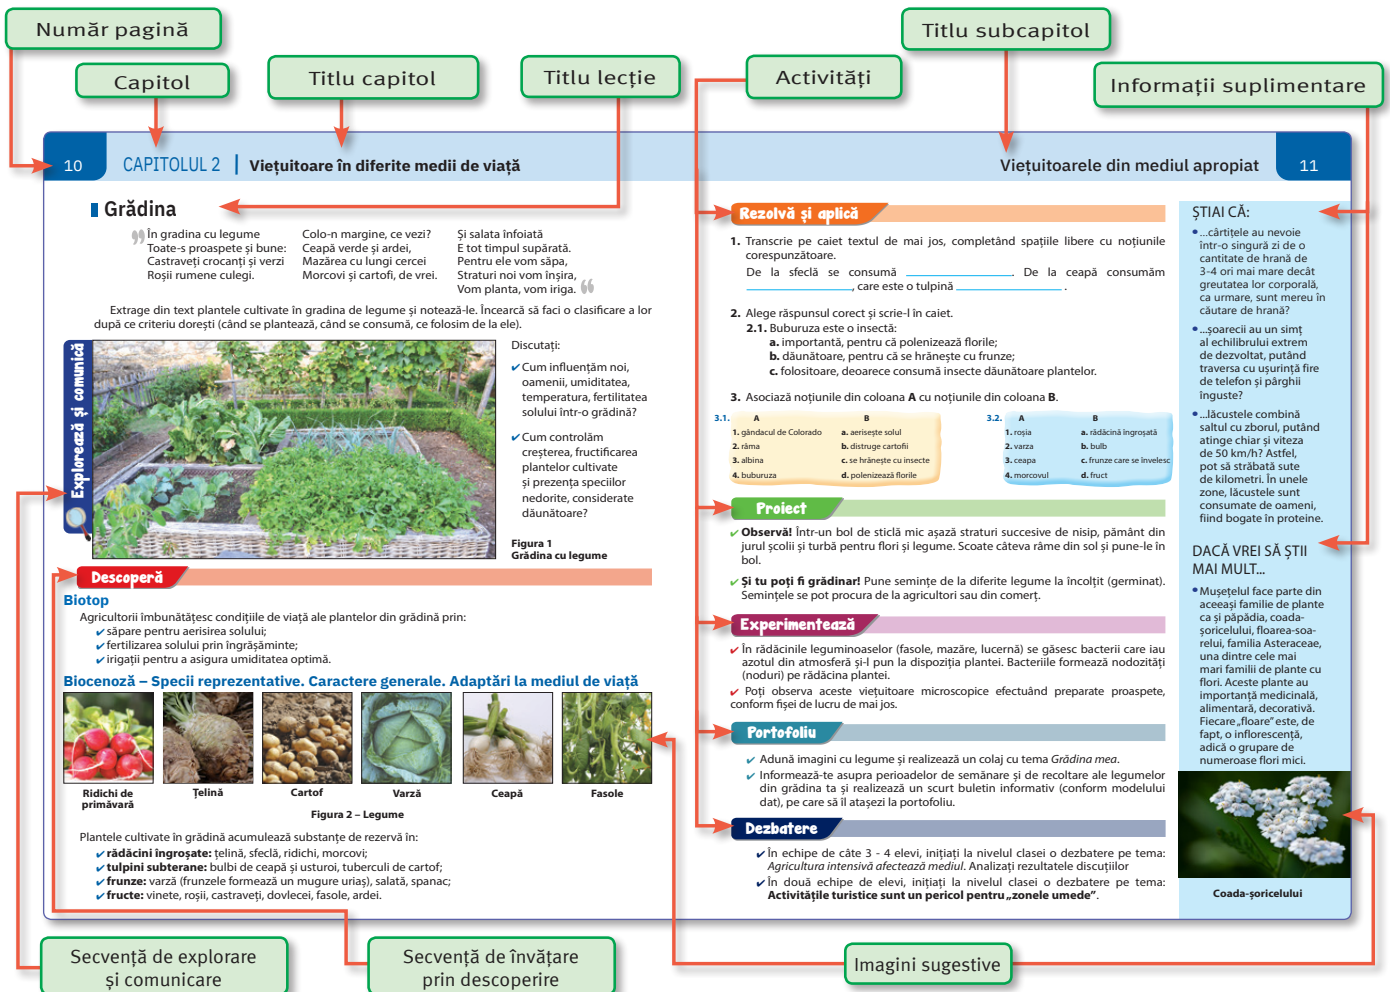 Număr pagină
Capitol
Titlu capitol
Titlu lecție
Activități
Titlu subcapitol
Informații suplimentare
10
CAPITOLUL 2 | Viețuitoare în diferite medii de viață
Viețuitoarele din mediul apropiat
11
Grădina
În gradina cu legume
Toate-s proaspete și bune:
Castraveți crocanți și verzi
Roșii rumene culegi.
Colo-n margine, ce vezi?
Ceapă verde și ardei,
Mazărea cu lungi cercei
Morcovi și cartofi, de vrei.
Și salata înfoiată
E tot timpul supărată.
Pentru ele vom săpa,
Straturi noi vom înșira,
Vom planta, vom iriga.
Extrage din text plantele cultivate în gradina de legume și notează-le. Încearcă să faci o clasificare a lor
după ce criteriu dorești (când se plantează, când se consumă, ce folosim de la ele).
Explorează și comunică
Discutați:
✔ Cum influențăm noi,
oamenii, umiditatea,
temperatura, fertilitatea
solului într-o grădină?
✔ Cum controlăm
creșterea, fructificarea
plantelor cultivate
și prezența speciilor
nedorite, considerate
dăunătoare?
Figura 1
Grădina cu legume
Descoperă
Biotop
Agricultorii îmbunătățesc condițiile de viață ale plantelor din grădină prin:
✔ săpare pentru aerisirea solului;
✔ fertilizarea solului prin îngrășăminte;
✔ irigații pentru a asigura umiditatea optimă.
Biocenoză – Specii reprezentative. Caractere generale. Adaptări la mediul de viață
Ridichi de
primăvară
Țelină
Cartof
Varză
Ceapă
Fasole
Figura 2 – Legume
Plantele cultivate în grădină acumulează substanțe de rezervă în:
✔ rădăcini îngroșate: țelină, sfeclă, ridichi, morcovi;
✔ tulpini subterane: bulbi de ceapă și usturoi, tuberculi de cartof;
✔ frunze: varză (frunzele formează un mugure uriaș), salată, spanac;
✔ fructe: vinete, roșii, castraveți, dovlecei, fasole, ardei.
Rezolvă și aplică
1. Transcrie pe caiet textul de mai jos, completând spațiile libere cu noțiunile
corespunzătoare.
De la sfeclă se consumă ____________. De la ceapă consumăm
____________, care este o tulpină ____________ .
2. Alege răspunsul corect și scrie-l în caiet.
2.1. Buburuza este o insectă:
a. importantă, pentru că polenizează florile;
b. dăunătoare, pentru că se hrănește cu frunze;
c. folositoare, deoarece consumă insecte dăunătoare plantelor.
3. Asociază noțiunile din coloana A cu noțiunile din coloana B.
3.1. A B
1. gândacul de Colorado a. aerisește solul
2. râma b. distruge cartofii
3. albina c. se hrănește cu insecte
4. buburuza d. polenizează florile
3.2. A B
1. roșia a. rădăcină îngroșată
2. varza b. bulb
3. ceapa c. frunze care se învelesc
4. morcovul d. fruct
Proiect
✔ Observă! Într-un bol de sticlă mic așază straturi succesive de nisip, pământ din
jurul școlii și turbă pentru flori și legume. Scoate câteva râme din sol și pune-le în
bol.
✔ Și tu poți fi grădinar! Pune semințe de la diferite legume la încolțit (germinat).
Semințele se pot procura de la agricultori sau din comerț.
Experimentează
✔ În rădăcinile leguminoaselor (fasole, mazăre, lucernă) se găsesc bacterii care iau
azotul din atmosferă și-l pun la dispoziția plantei. Bacteriile formează nodozități
(noduri) pe rădăcina plantei.
✔ Poți observa aceste viețuitoare microscopice efectuând preparate proaspete,
conform fișei de lucru de mai jos.
Portofoliu
✔ Adună imagini cu legume și realizează un colaj cu tema Grădina mea.
✔ Informează-te asupra perioadelor de semănare și de recoltare ale legumelor
din grădina ta și realizează un scurt buletin informativ (conform modelului
dat), pe care să îl atașezi la portofoliu.
Dezbatere
✔ În echipe de câte 3 - 4 elevi, inițiați la nivelul clasei o dezbatere pe tema:
Agricultura intensivă afectează mediul. Analizați rezultatele discuțiilor
✔ În două echipe de elevi, inițiați la nivelul clasei o dezbatere pe tema:
Activitățile turistice sunt un pericol pentru „zonele umede”.
ȘTIAI CĂ:
• ...cârtițele au nevoie
într-o singură zi de o
cantitate de hrană de
3-4 ori mai mare decât
greutatea lor corporală,
ca urmare, sunt mereu în
căutare de hrană?
• ...șoarecii au un simț
al echilibrului extrem
de dezvoltat, putând
traversa cu ușurință fire
de telefon și pârghii
înguste?
• ...lăcustele combină
saltul cu zborul, putând
atinge chiar și viteza
de 50 km/h? Astfel,
pot să străbată sute
de kilometri. În unele
zone, lăcustele sunt
consumate de oameni,
fiind bogate în proteine.
DACĂ VREI SĂ ȘTII
MAI MULT...
• Mușețelul face parte din
aceeași familie de plante
ca și păpădia, coada-
șoricelului, floarea-soa-
relui, familia Asteraceae,
una dintre cele mai
mari familii de plante cu
flori. Aceste plante au
importanță medicinală,
alimentară, decorativă.
Fiecare „floare” este, de
fapt, o inflorescență,
adică o grupare de
numeroase flori mici.
Coada-șoricelului
Secvență de explorare
și comunicare
Secvență de învățare
prin descoperire
Imagini sugestive